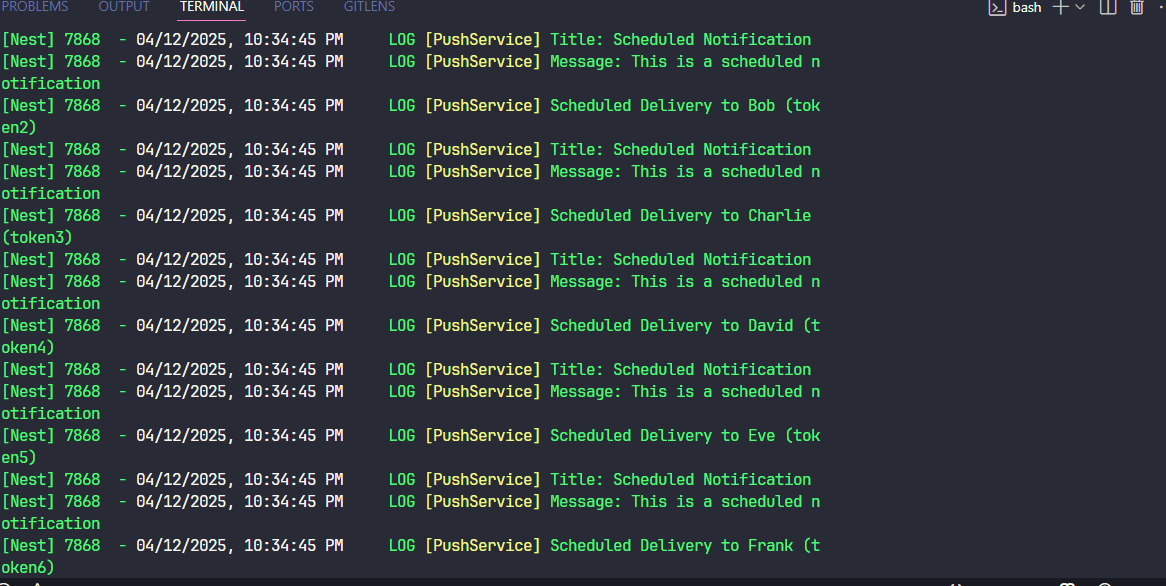 PROBLEMS OUTPUT TERMINAL PORTS GITLENS bash
[Nest] 7868  - 04/12/2025, 10:34:45 PM     LOG [PushService] Title: Scheduled Notification
[Nest] 7868  - 04/12/2025, 10:34:45 PM     LOG [PushService] Message: This is a scheduled n
otification
[Nest] 7868  - 04/12/2025, 10:34:45 PM     LOG [PushService] Scheduled Delivery to Bob (tok
en2)
[Nest] 7868  - 04/12/2025, 10:34:45 PM     LOG [PushService] Title: Scheduled Notification
[Nest] 7868  - 04/12/2025, 10:34:45 PM     LOG [PushService] Message: This is a scheduled n
otification
[Nest] 7868  - 04/12/2025, 10:34:45 PM     LOG [PushService] Scheduled Delivery to Charlie
(token3)
[Nest] 7868  - 04/12/2025, 10:34:45 PM     LOG [PushService] Title: Scheduled Notification
[Nest] 7868  - 04/12/2025, 10:34:45 PM     LOG [PushService] Message: This is a scheduled n
otification
[Nest] 7868  - 04/12/2025, 10:34:45 PM     LOG [PushService] Scheduled Delivery to David (t
oken4)
[Nest] 7868  - 04/12/2025, 10:34:45 PM     LOG [PushService] Title: Scheduled Notification
[Nest] 7868  - 04/12/2025, 10:34:45 PM     LOG [PushService] Message: This is a scheduled n
otification
[Nest] 7868  - 04/12/2025, 10:34:45 PM     LOG [PushService] Scheduled Delivery to Eve (tok
en5)
[Nest] 7868  - 04/12/2025, 10:34:45 PM     LOG [PushService] Title: Scheduled Notification
[Nest] 7868  - 04/12/2025, 10:34:45 PM     LOG [PushService] Message: This is a scheduled n
otification
[Nest] 7868  - 04/12/2025, 10:34:45 PM     LOG [PushService] Scheduled Delivery to Frank (t
oken6)